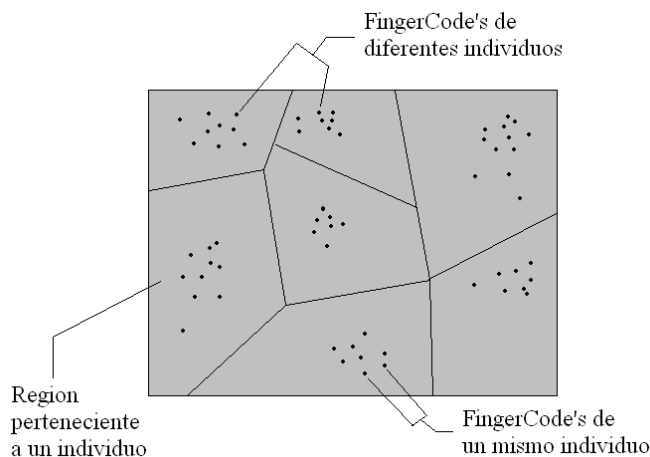 FingerCode's de
diferentes individuos
Region
perteneciente
a un individuo
FingerCode's de
un mismo individuo